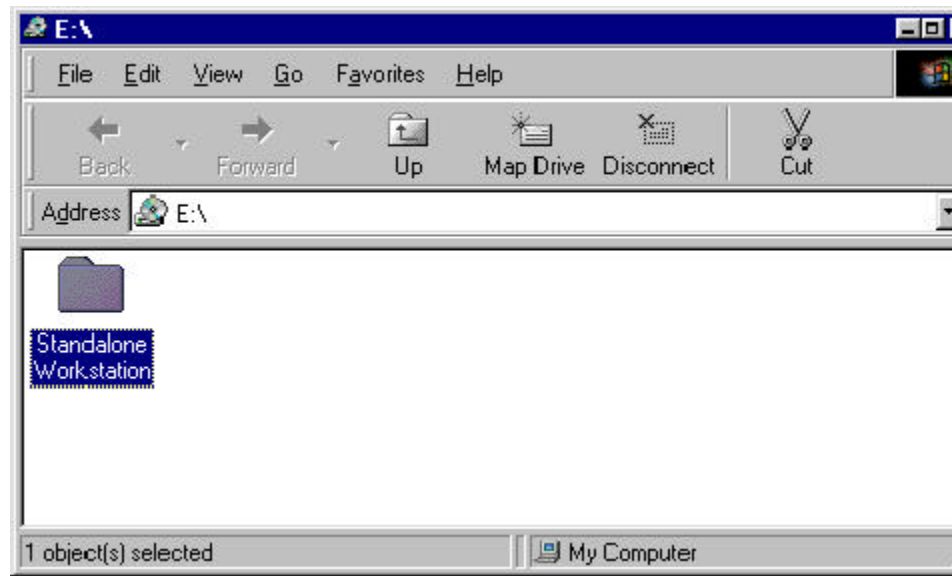 E:\
File Edit View Go Favorites Help
Back Forward Up Map Drive Disconnect Cut
Address E:\
Standalone
Workstation
1 object(s) selected My Computer